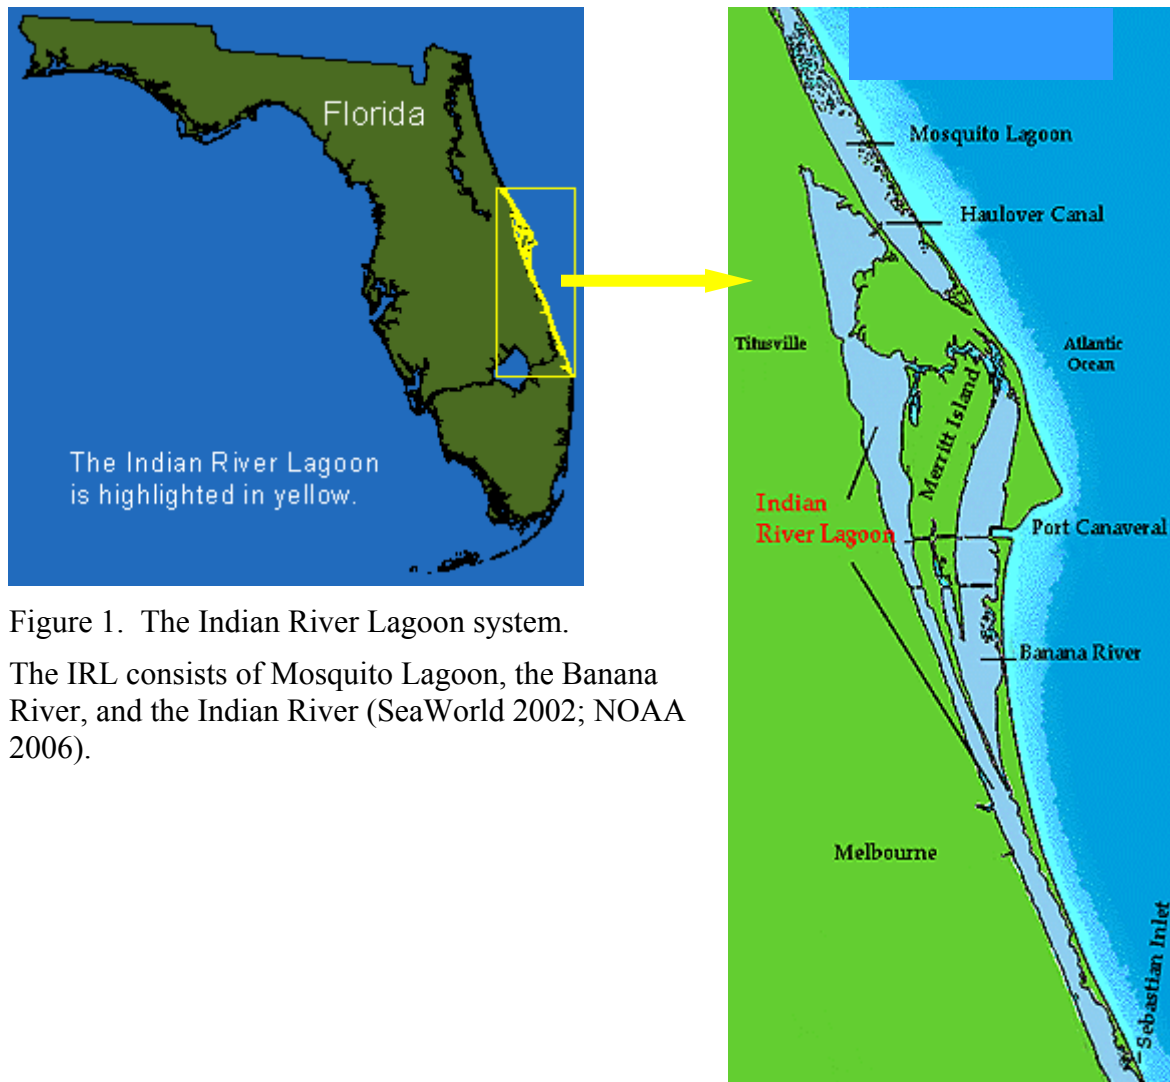 Florida
The Indian River Lagoon
is highlighted in yellow.
Figure 1.  The Indian River Lagoon system.
The IRL consists of Mosquito Lagoon, the Banana
River, and the Indian River (SeaWorld 2002; NOAA
2006).
Mosquito Lagoon
Haulover Canal
Titusville
Atlantic
Ocean
Merritt Island
Indian
River Lagoon
Port Canaveral
Banana River
Melbourne
Sebastian Inlet